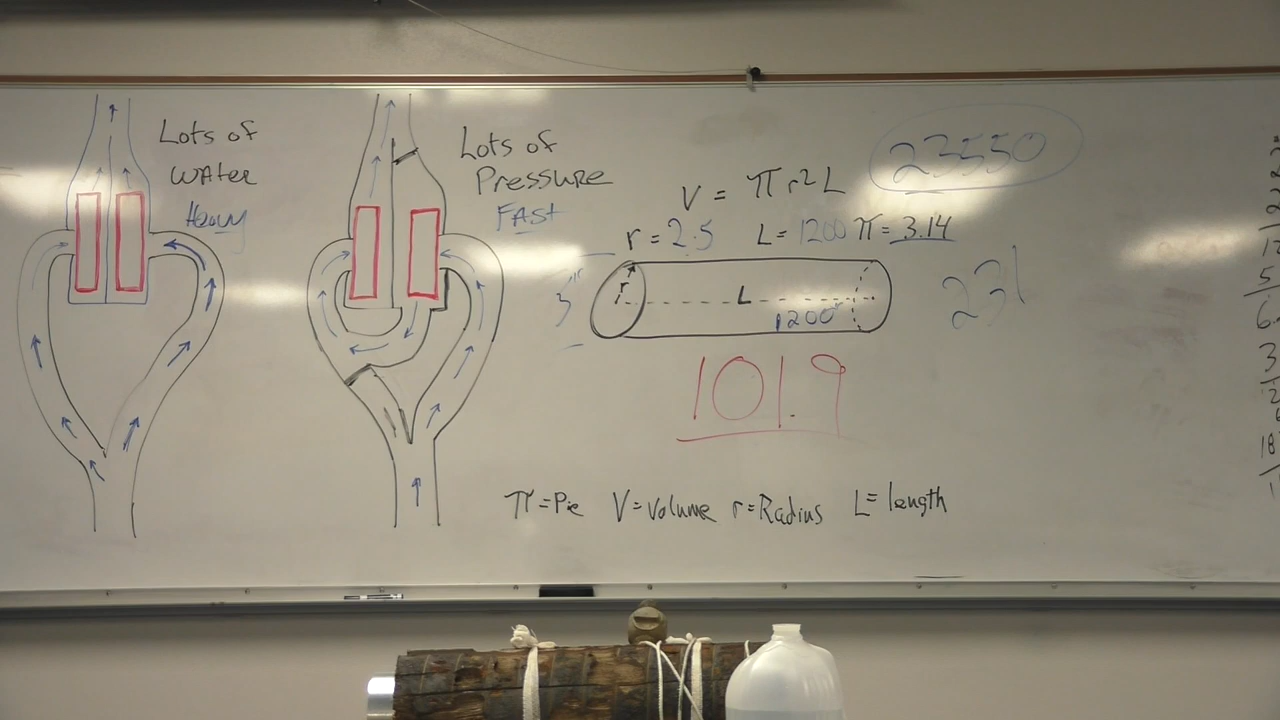 Lots of
Water
Heavy
Lots of
Pressure
FAST
23550
V = π r² L
r = 2.5 L = 1200 π = 3.14
5"
r
L
1200"
231
101.9
π = Pie V = Volume r = Radius L = length